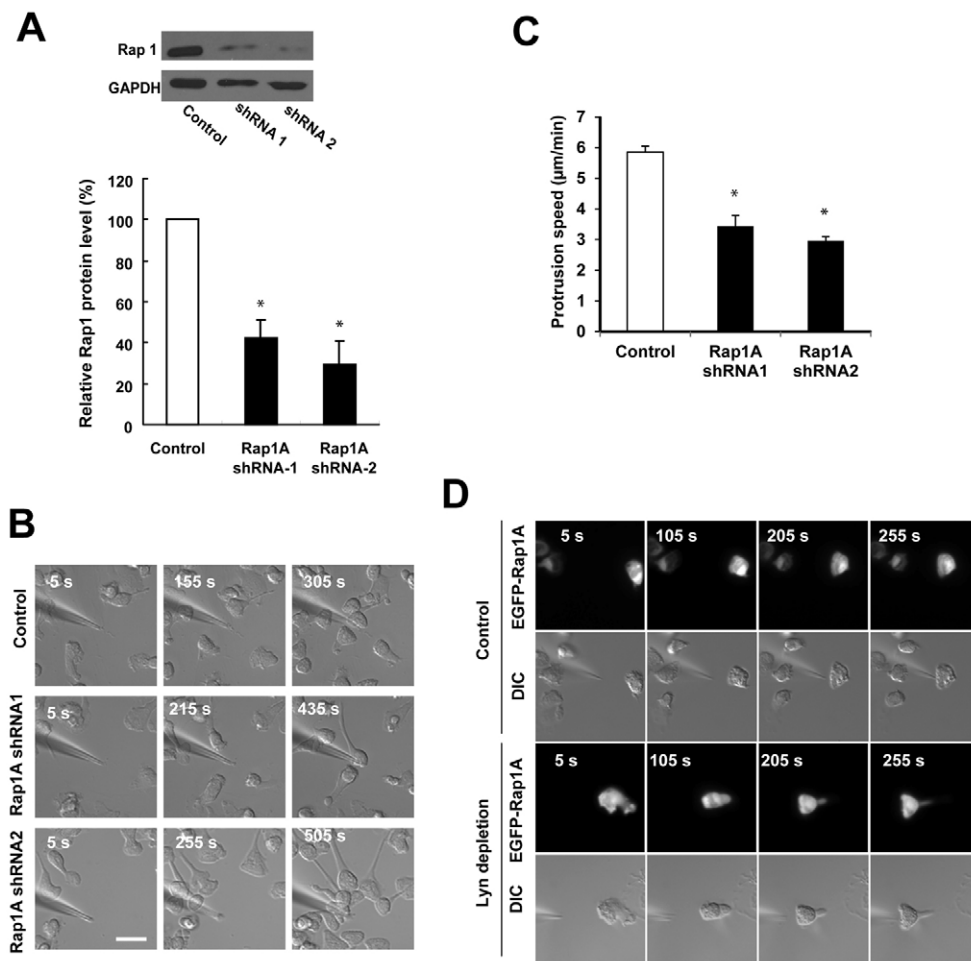 A
Rap 1
GAPDH
Control
shRNA 1
shRNA 2
Relative Rap1 protein level (%)
120
100
80
60
40
20
0
*
*
Control
Rap1A
shRNA-1
Rap1A
shRNA-2
C
Protrusion speed (µm/min)
7
6
5
4
3
2
1
0
*
*
Control
Rap1A
shRNA1
Rap1A
shRNA2
B
Control
5 s
155 s
305 s
Rap1A shRNA1
5 s
215 s
435 s
Rap1A shRNA2
5 s
255 s
505 s
D
Control
EGFP-Rap1A
5 s
105 s
205 s
255 s
DIC
Lyn depletion
EGFP-Rap1A
5 s
105 s
205 s
255 s
DIC